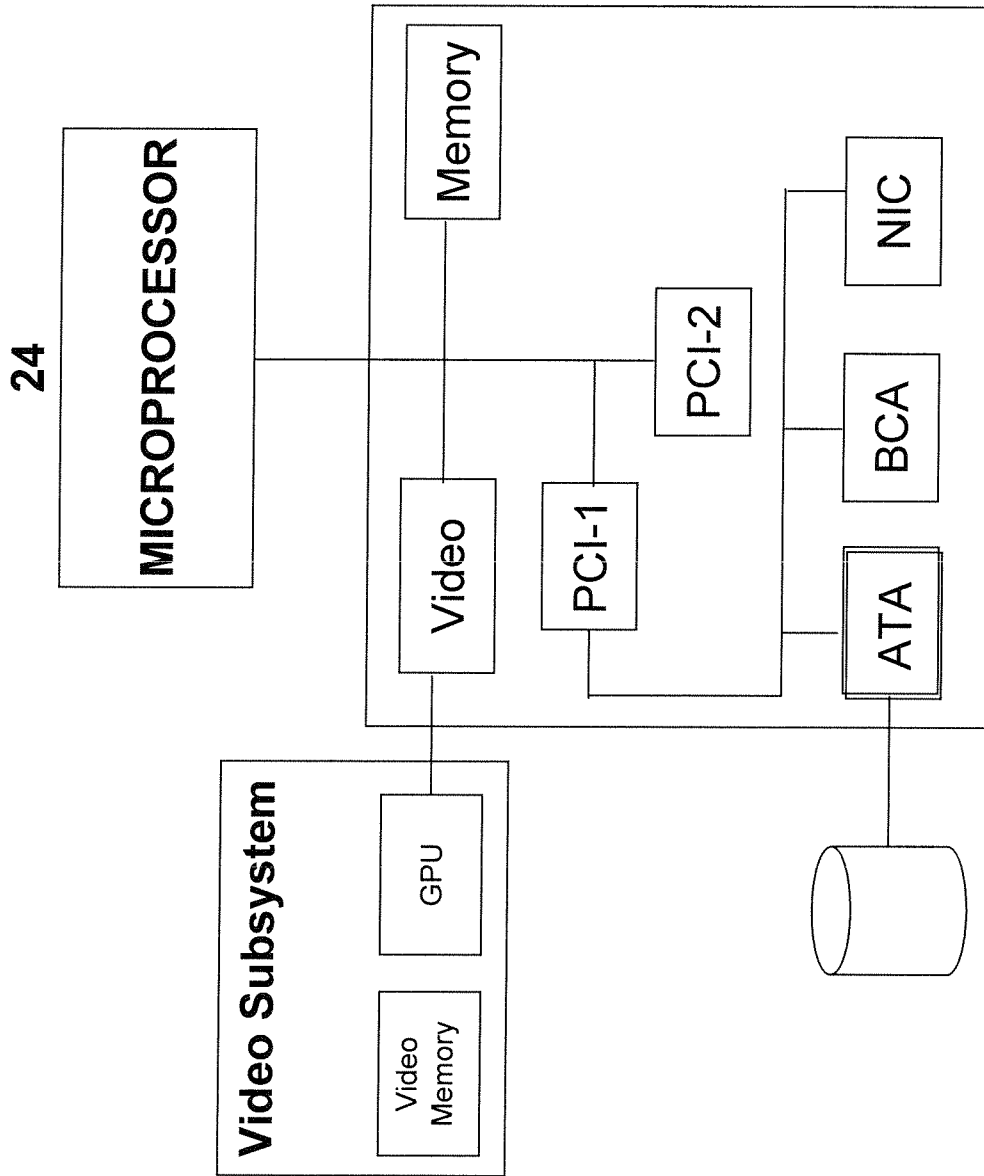 24
MICROPROCESSOR
Video Subsystem
Video
Memory
GPU
Video
Memory
PCI-1
PCI-2
ATA
BCA
NIC